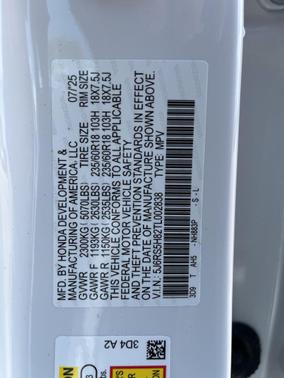 MFD. BY HONDA DEVELOPMENT & 07/25
MANUFACTURING OF AMERICA, LLC
TIRE SIZE RIM SIZE
GVWR 2300KG( 5070LBS)
GAWR F 1193KG( 2630LBS) 235/60R18 103H 18X7.5J
GAWR R 1150KG( 2535LBS) 235/60R18 103H 18X7.5J
THIS VEHICLE CONFORMS TO ALL APPLICABLE
FEDERAL MOTOR VEHICLE SAFETY
AND THEFT PREVENTION STANDARDS IN EFFECT
ON THE DATE OF MANUFACTURE SHOWN ABOVE.
V.I.N.: TYPE: MPV
3D9 T AH5 -NH883P - S - L
3D4 A2